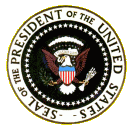 SEAL OF THE PRESIDENT OF THE UNITED STATES